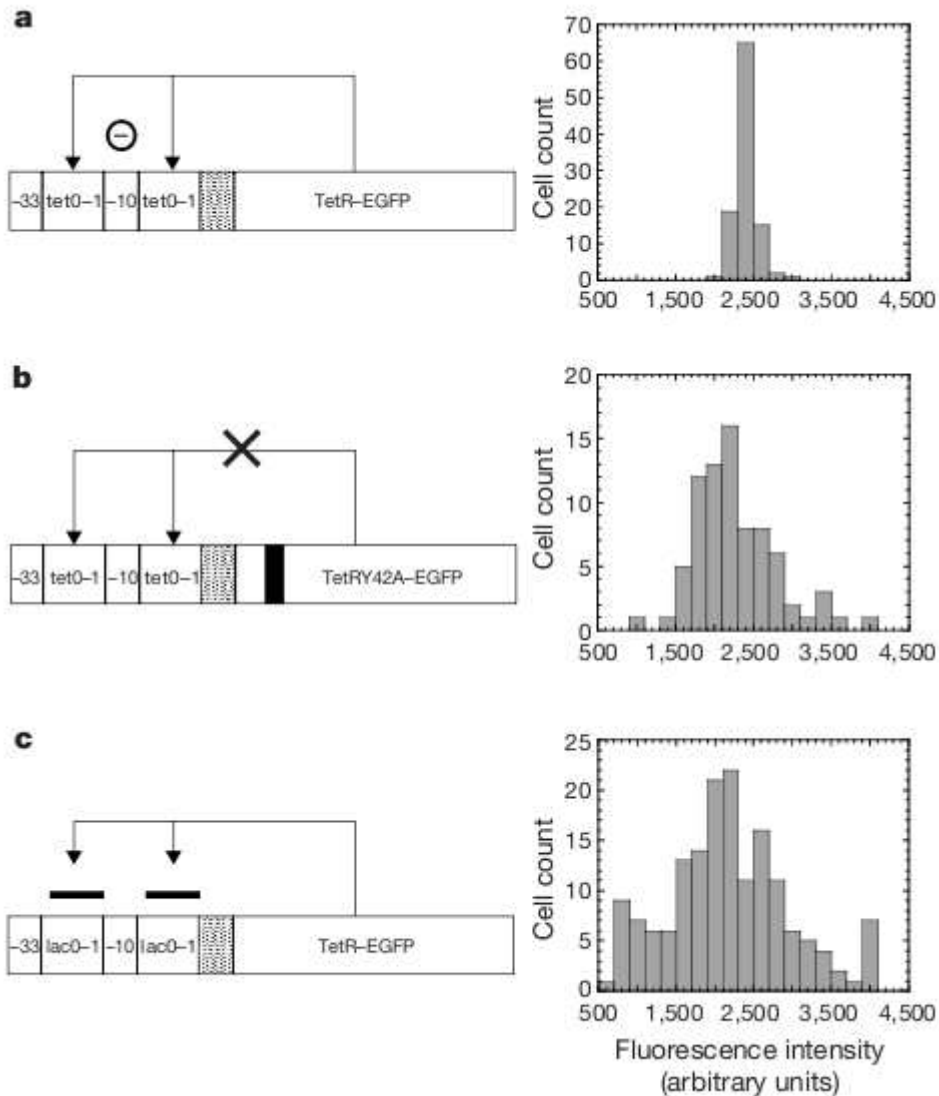 a
−33 tet0−1 −10 tet0−1 TetR−EGFP
−
Cell count
70
60
50
40
30
20
10
0
500 1,500 2,500 3,500 4,500
b
−33 tet0−1 −10 tet0−1 TetRY42A−EGFP
Cell count
20
15
10
5
0
500 1,500 2,500 3,500 4,500
c
−33 lac0−1 −10 lac0−1 TetR−EGFP
Cell count
25
20
15
10
5
0
500 1,500 2,500 3,500 4,500
Fluorescence intensity
(arbitrary units)